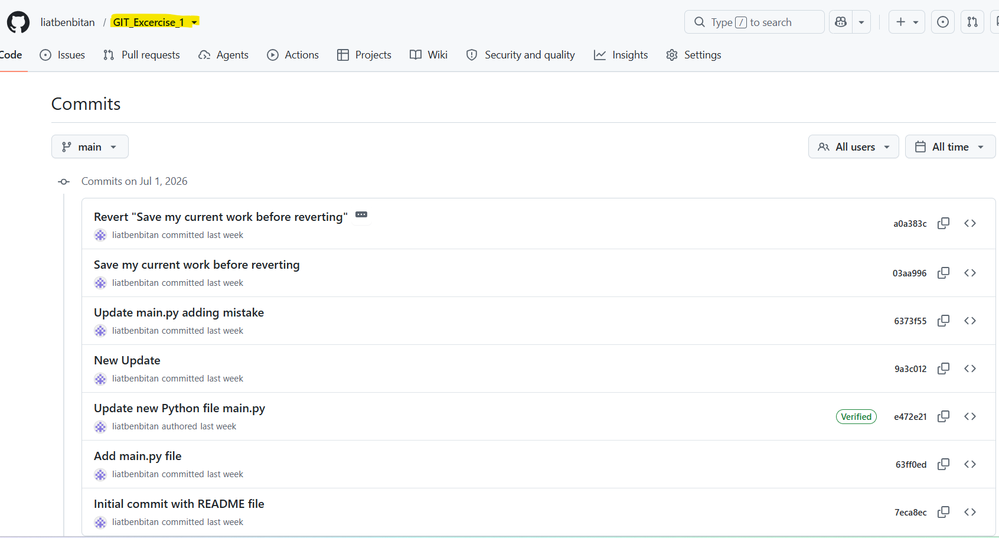 liatbenbitan / GIT_Excercise_1
Type / to search
Code Issues Pull requests Agents Actions Projects Wiki Security and quality Insights Settings
Commits
main
All users All time
Commits on Jul 1, 2026
Revert "Save my current work before reverting"
liatbenbitan committed last week
a0a383c
Save my current work before reverting
liatbenbitan committed last week
03aa996
Update main.py adding mistake
liatbenbitan committed last week
6373f55
New Update
liatbenbitan committed last week
9a3c012
Update new Python file main.py
liatbenbitan authored last week
Verified e472e21
Add main.py file
liatbenbitan committed last week
63ff0ed
Initial commit with README file
liatbenbitan committed last week
7eca8ec